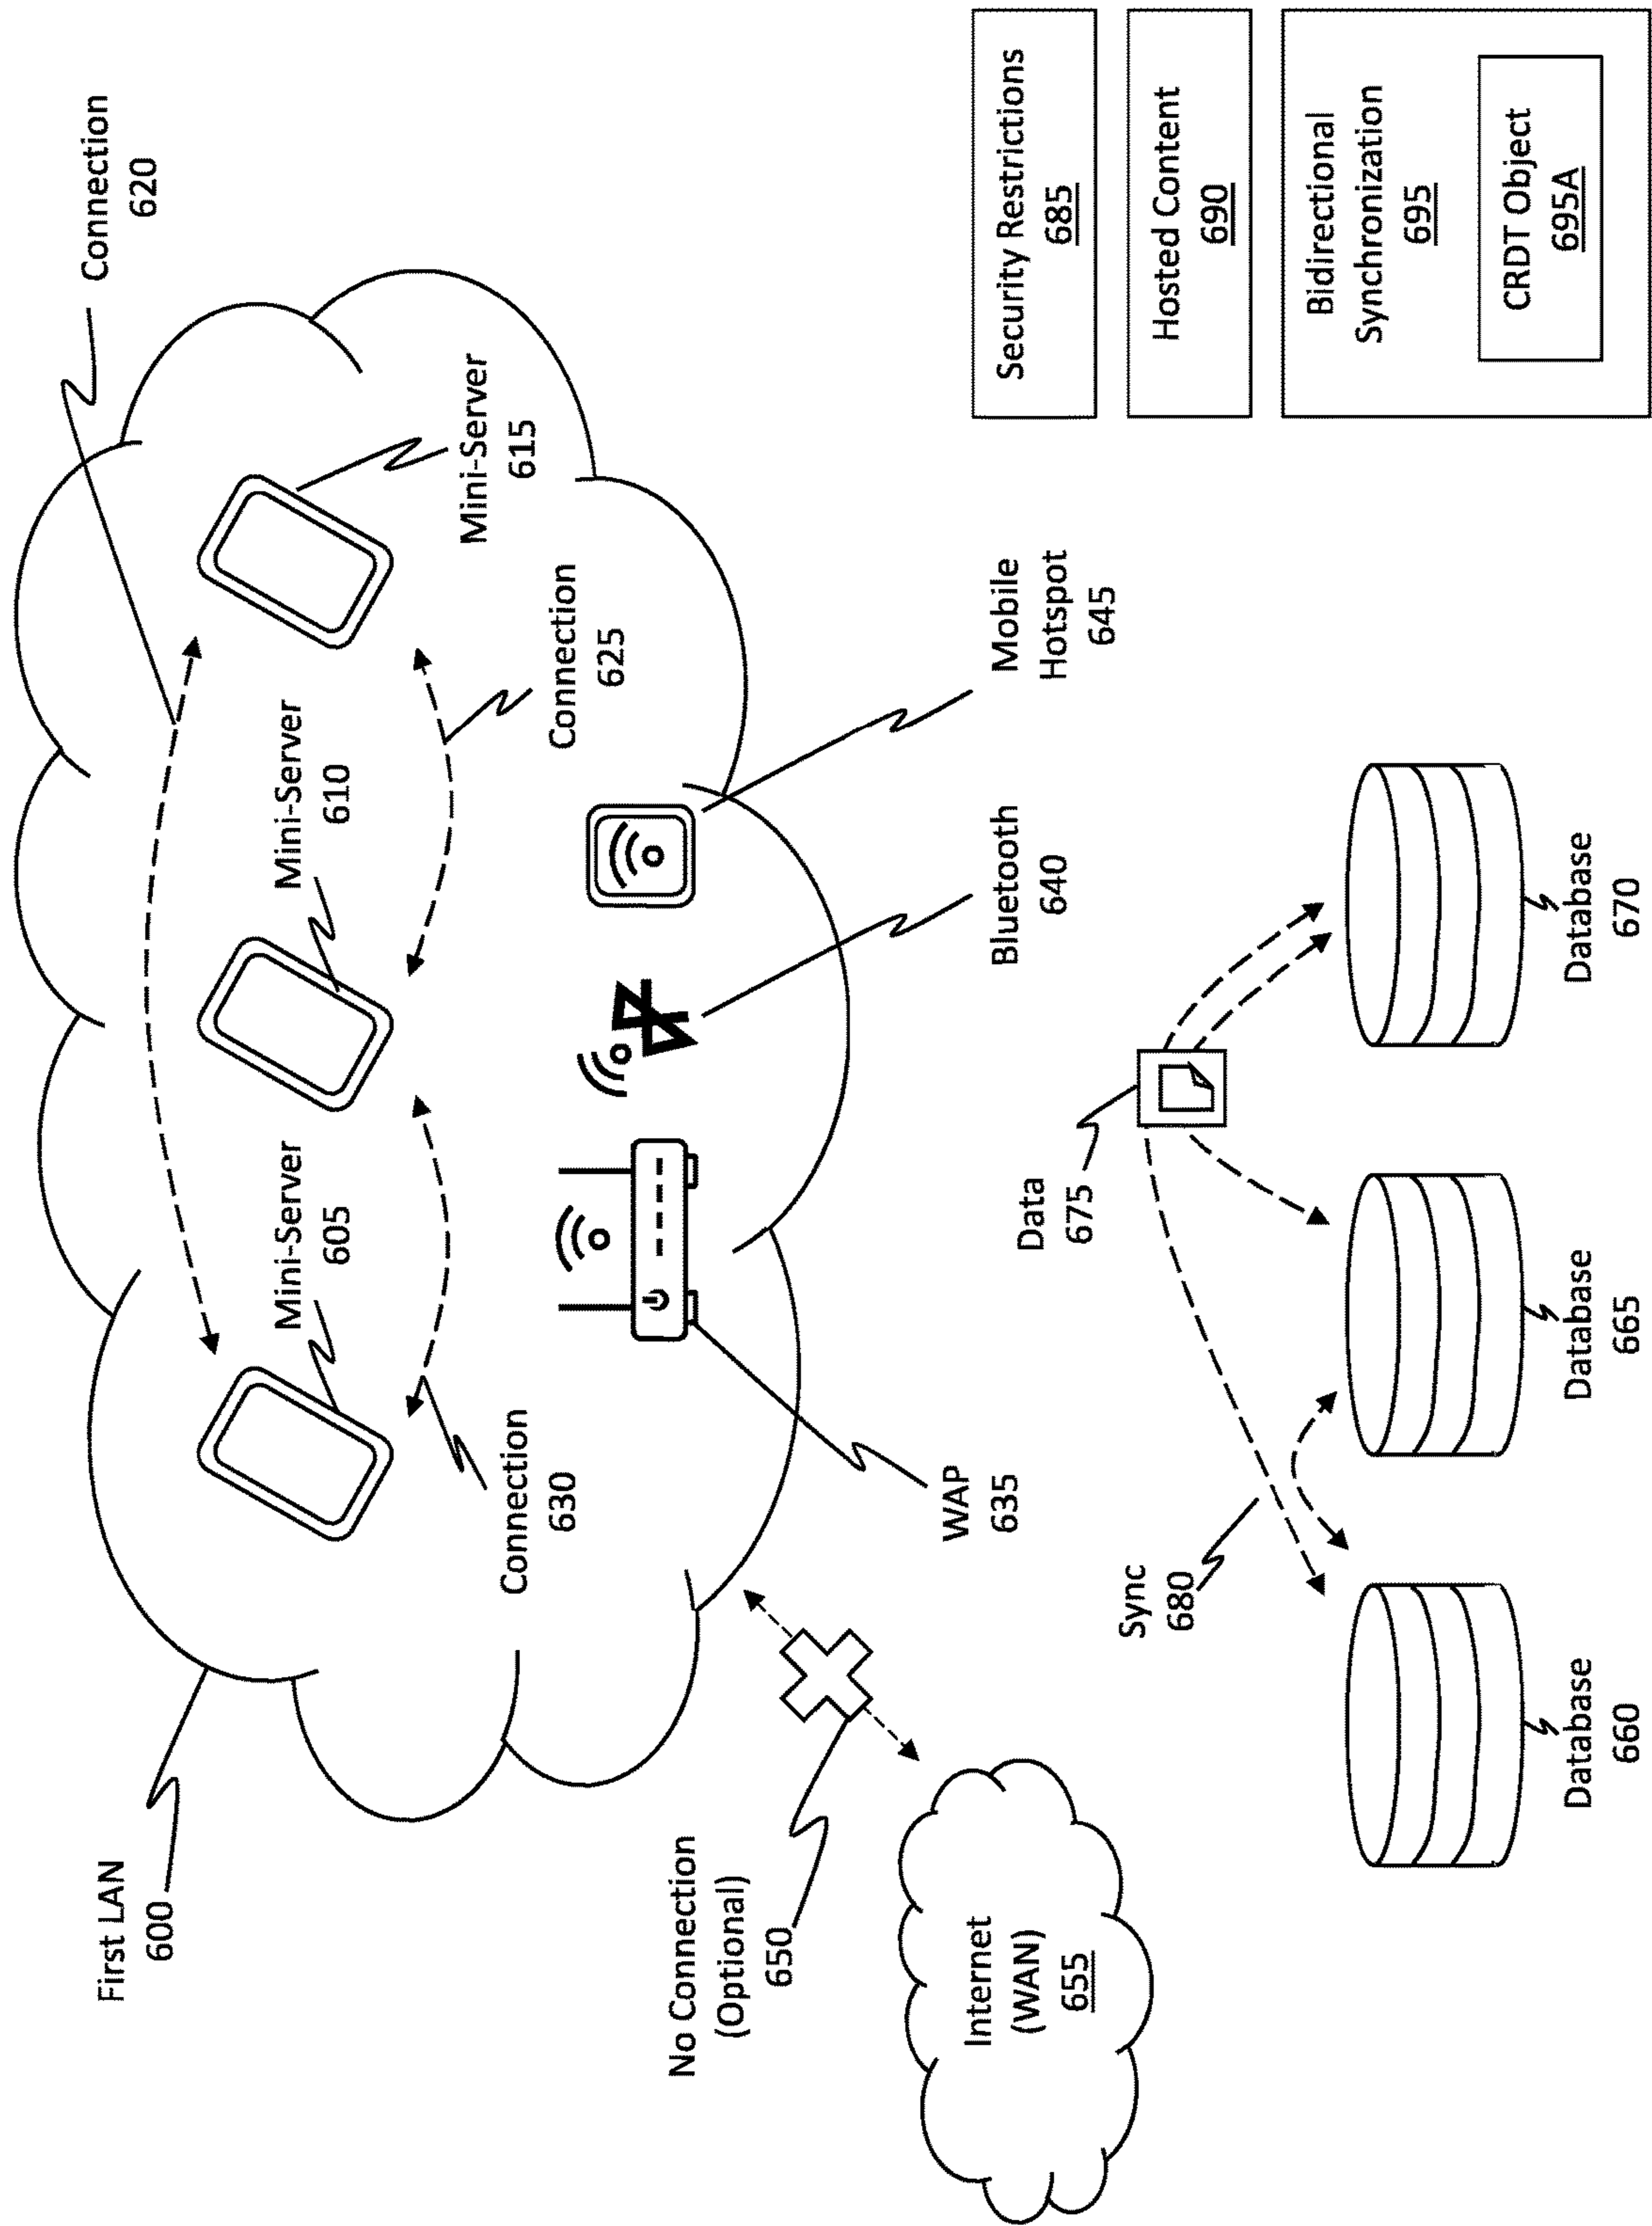 First LAN
600
Connection
620
Mini-Server
605
Mini-Server
610
Mini-Server
615
Connection
630
Connection
625
No Connection
(Optional)
650
WAP
635
Bluetooth
640
Mobile
Hotspot
645
Internet
(WAN)
655
Sync
680
Data
675
Database
660
Database
665
Database
670
Security Restrictions
685
Hosted Content
690
Bidirectional
Synchronization
695
CRDT Object
695A